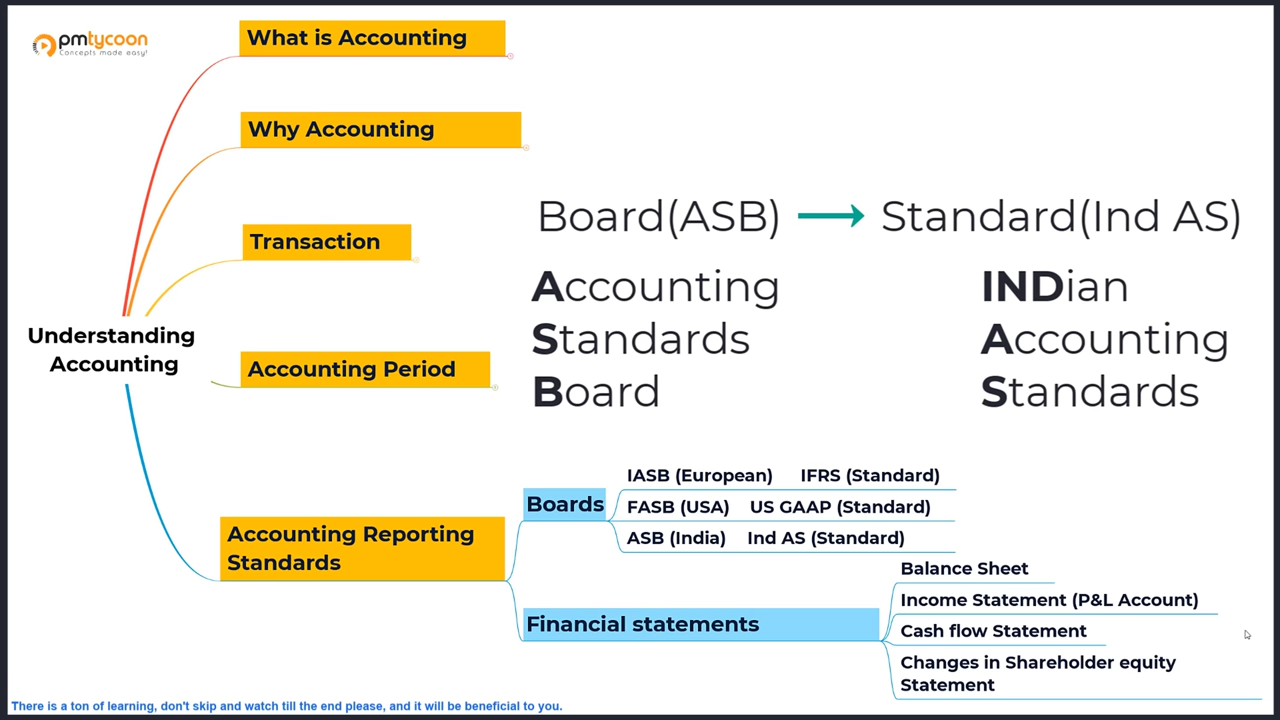 pmtycoon
Concepts made easy!
What is Accounting
Why Accounting
Transaction
Board(ASB) → Standard(Ind AS)
Accounting
Standards
Board
INDian
Accounting
Standards
Understanding
Accounting
Accounting Period
Accounting Reporting
Standards
Boards
IASB (European) IFRS (Standard)
FASB (USA) US GAAP (Standard)
ASB (India) Ind AS (Standard)
Financial statements
Balance Sheet
Income Statement (P&L Account)
Cash flow Statement
Changes in Shareholder equity
Statement
There is a ton of learning, don't skip and watch till the end please, and it will be beneficial to you.